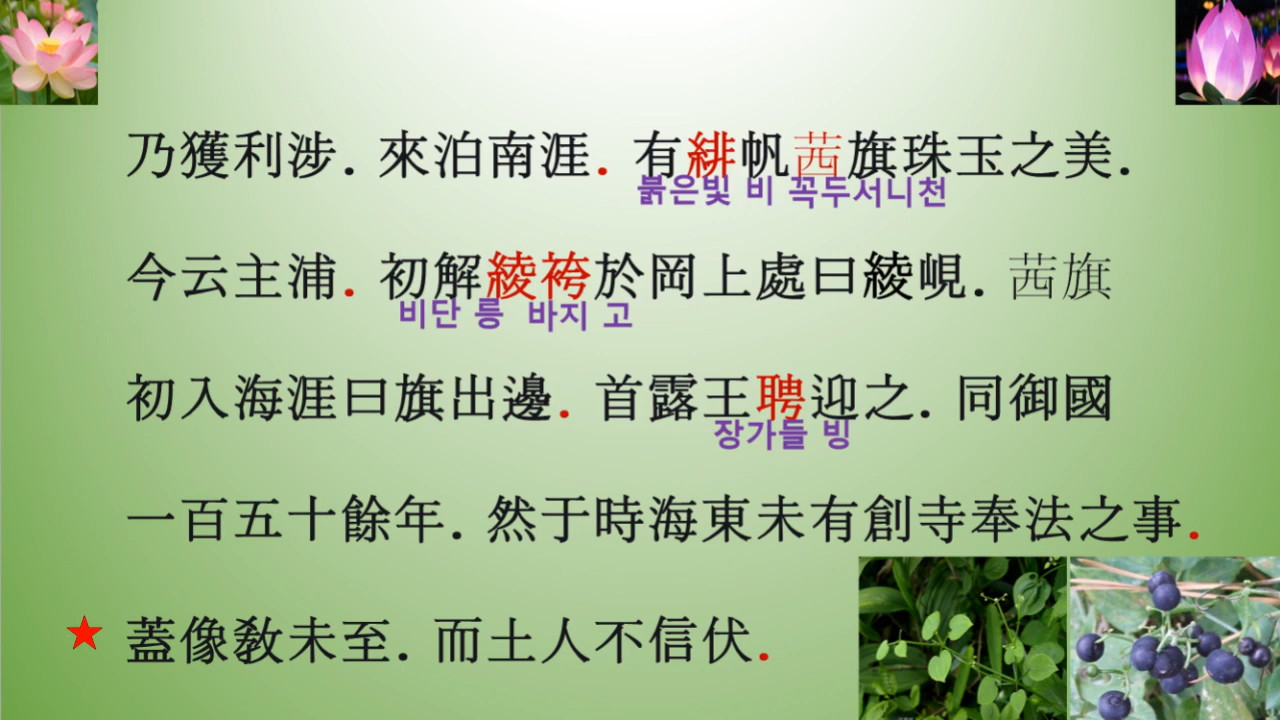 乃獲利涉. 來泊南涯. 有緋帆茜旗珠玉之美.
붉은빛 비 꼭두서니천
今云主浦. 初解綾袴於岡上處曰綾峴. 茜旗
비단 릉 바지 고
初入海涯曰旗出邊. 首露王聘迎之. 同御國
장가들 빙
一百五十餘年. 然于時海東未有創寺奉法之事.
蓋像敎未至. 而土人不信伏.